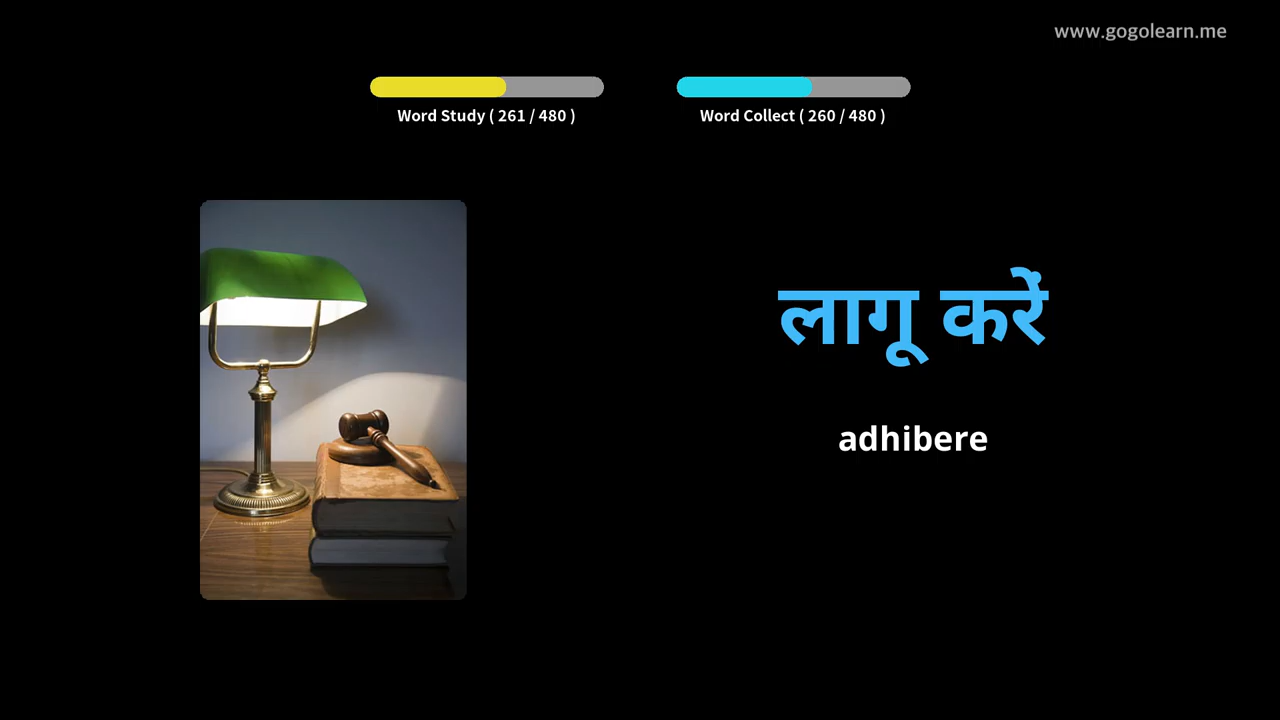 www.gogolearn.me
Word Study ( 261 / 480 )
Word Collect ( 260 / 480 )
लागू करें
adhibere